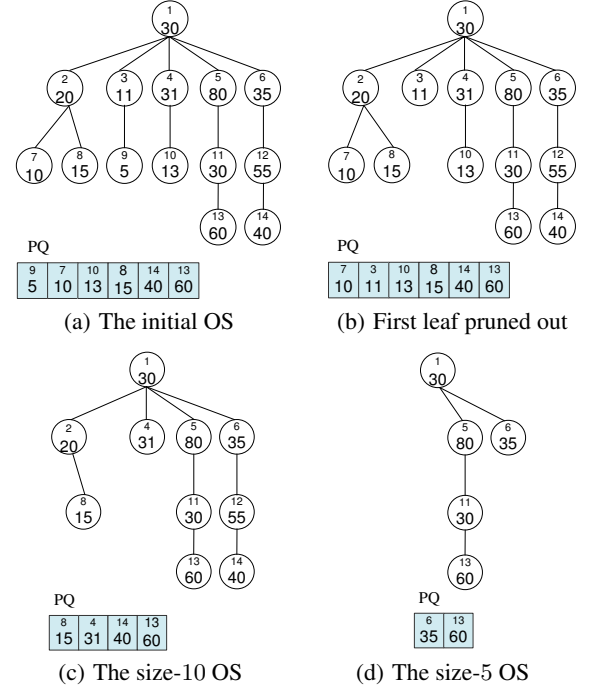 1
30
2 3 4 5 6
20 11 31 80 35
7 8 9 10 11 12
10 15 5 13 30 55
13 14
60 40
PQ
9 7 10 8 14 13
5 10 13 15 40 60
(a) The initial OS
1
30
2 3 4 5 6
20 11 31 80 35
7 8 10 11 12
10 15 13 30 55
13 14
60 40
PQ
7 3 10 8 14 13
10 11 13 15 40 60
(b) First leaf pruned out
1
30
2 4 5 6
20 31 80 35
8 11 12
15 30 55
13 14
60 40
PQ
8 4 14 13
15 31 40 60
(c) The size-10 OS
1
30
5 6
80 35
11
30
13
60
PQ
6 13
35 60
(d) The size-5 OS